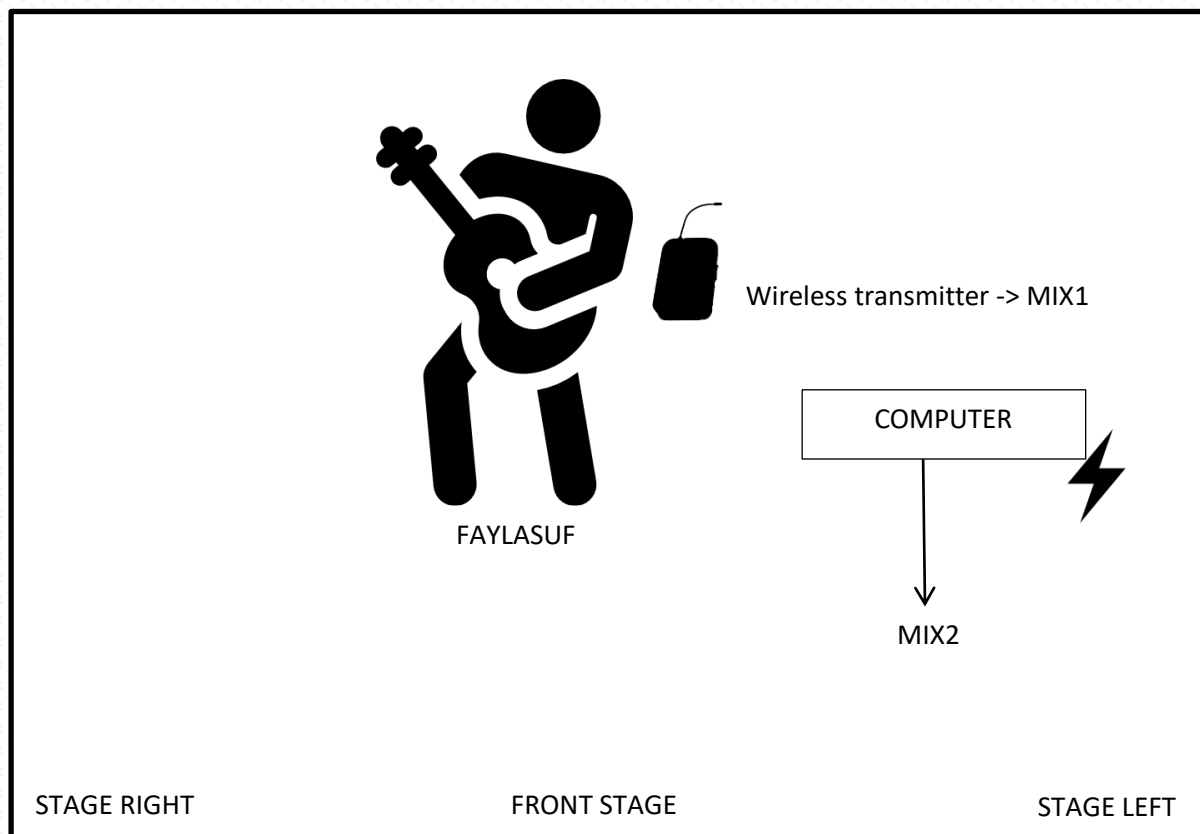 Wireless transmitter -> MIX1
COMPUTER
FAYLASUF
MIX2
STAGE RIGHT
FRONT STAGE
STAGE LEFT